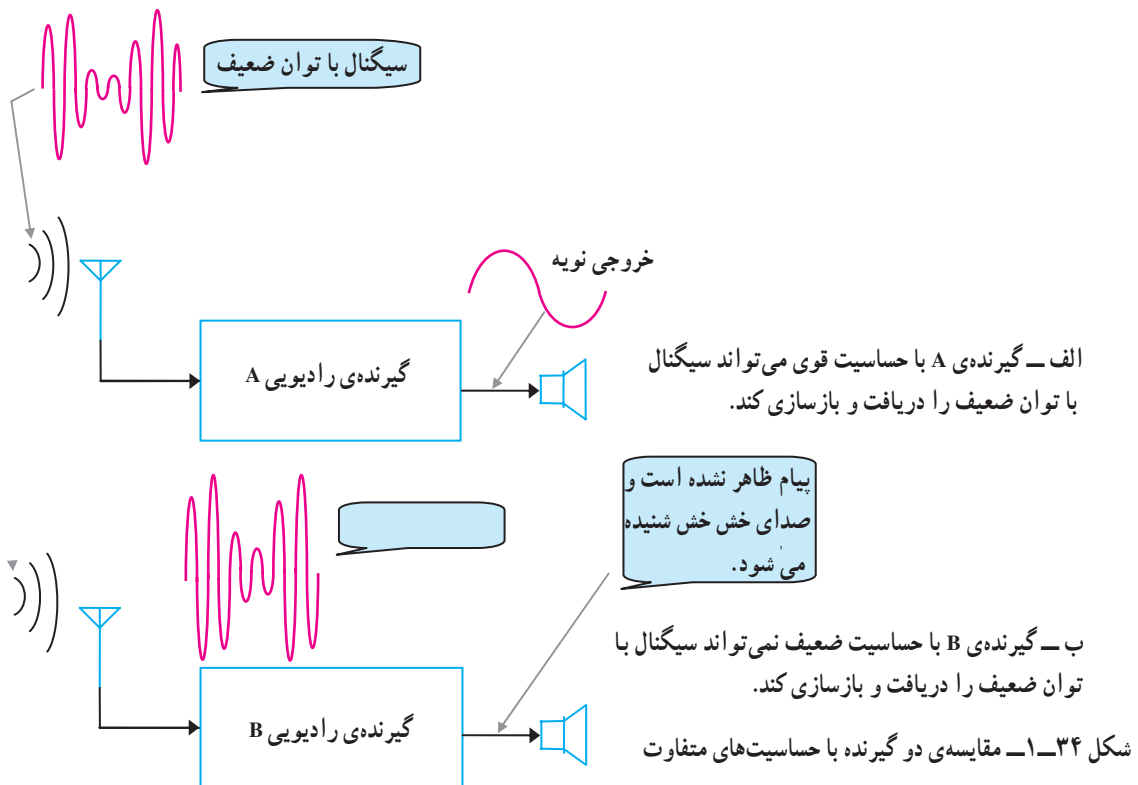 سیگنال با توان ضعیف
خروجی نویه
گیرنده‌ی رادیویی A
الف ــ گیرنده‌ی A با حساسیت قوی می‌تواند سیگنال
با توان ضعیف را دریافت و بازسازی کند.
پیام ظاهر نشده است و
صدای خش خش شنیده
می‌شود.
گیرنده‌ی رادیویی B
ب ــ گیرنده‌ی B با حساسیت ضعیف نمی‌تواند سیگنال با
توان ضعیف را دریافت و بازسازی کند.
شکل ۳۴ــ۱ــ مقایسه‌ی دو گیرنده با حساسیت‌های متفاوت